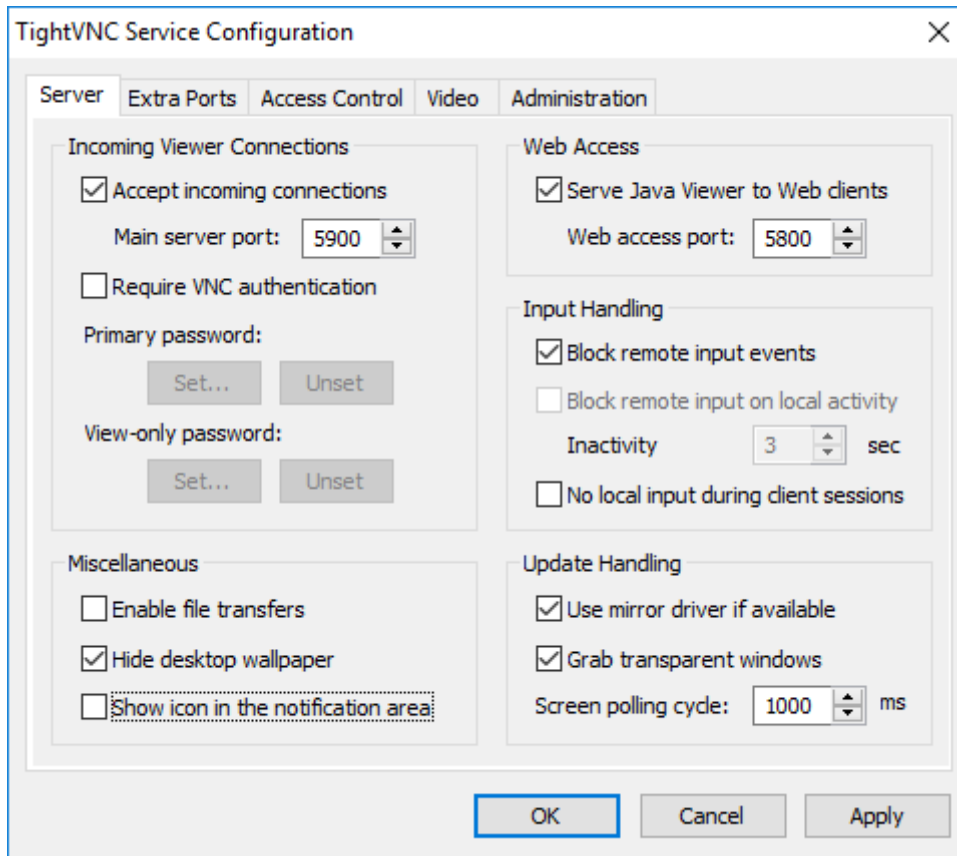 TightVNC Service Configuration
Server
Extra Ports
Access Control
Video
Administration
Incoming Viewer Connections
Accept incoming connections
Main server port: 5900
Require VNC authentication
Primary password:
Set... Unset
View-only password:
Set... Unset
Miscellaneous
Enable file transfers
Hide desktop wallpaper
Show icon in the notification area
Web Access
Serve Java Viewer to Web clients
Web access port: 5800
Input Handling
Block remote input events
Block remote input on local activity
Inactivity 3 sec
No local input during client sessions
Update Handling
Use mirror driver if available
Grab transparent windows
Screen polling cycle: 1000 ms
OK
Cancel
Apply